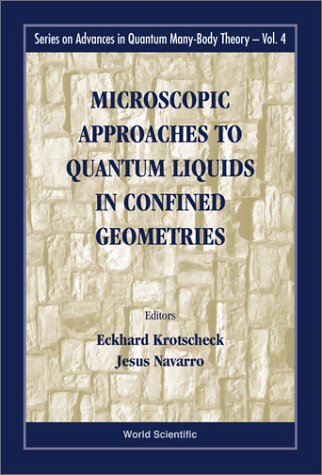 Series on Advances in Quantum Many-Body Theory – Vol. 4
MICROSCOPIC
APPROACHES TO
QUANTUM LIQUIDS
IN CONFINED
GEOMETRIES
Editors
Eckhard Krotscheck
Jesus Navarro
World Scientific